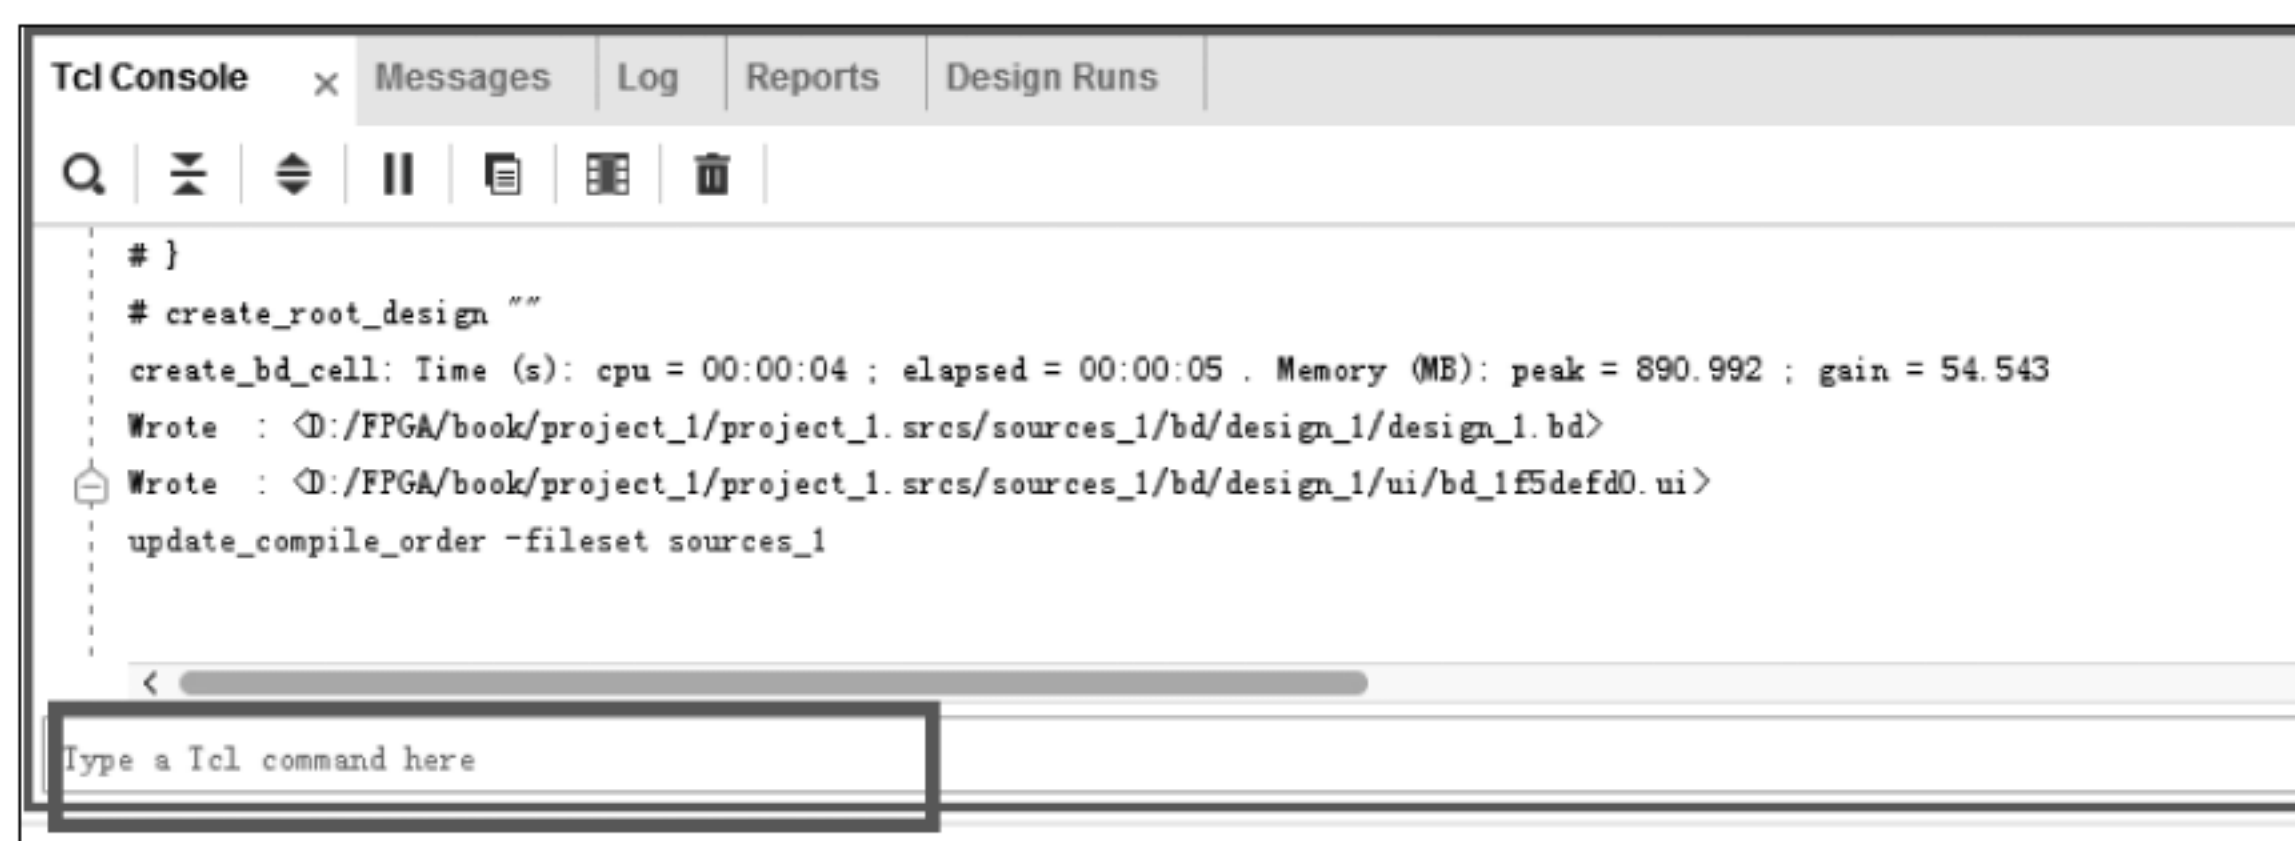 Tcl Console × Messages Log Reports Design Runs
# }
# create_root_design ""
create_bd_cell: Time (s): cpu = 00:00:04 ; elapsed = 00:00:05 . Memory (MB): peak = 890.992 ; gain = 54.543
Wrote  : <D:/FPGA/book/project_1/project_1.srcs/sources_1/bd/design_1/design_1.bd>
Wrote  : <D:/FPGA/book/project_1/project_1.srcs/sources_1/bd/design_1/ui/bd_1f5defd0.ui>
update_compile_order -fileset sources_1
Type a Tcl command here